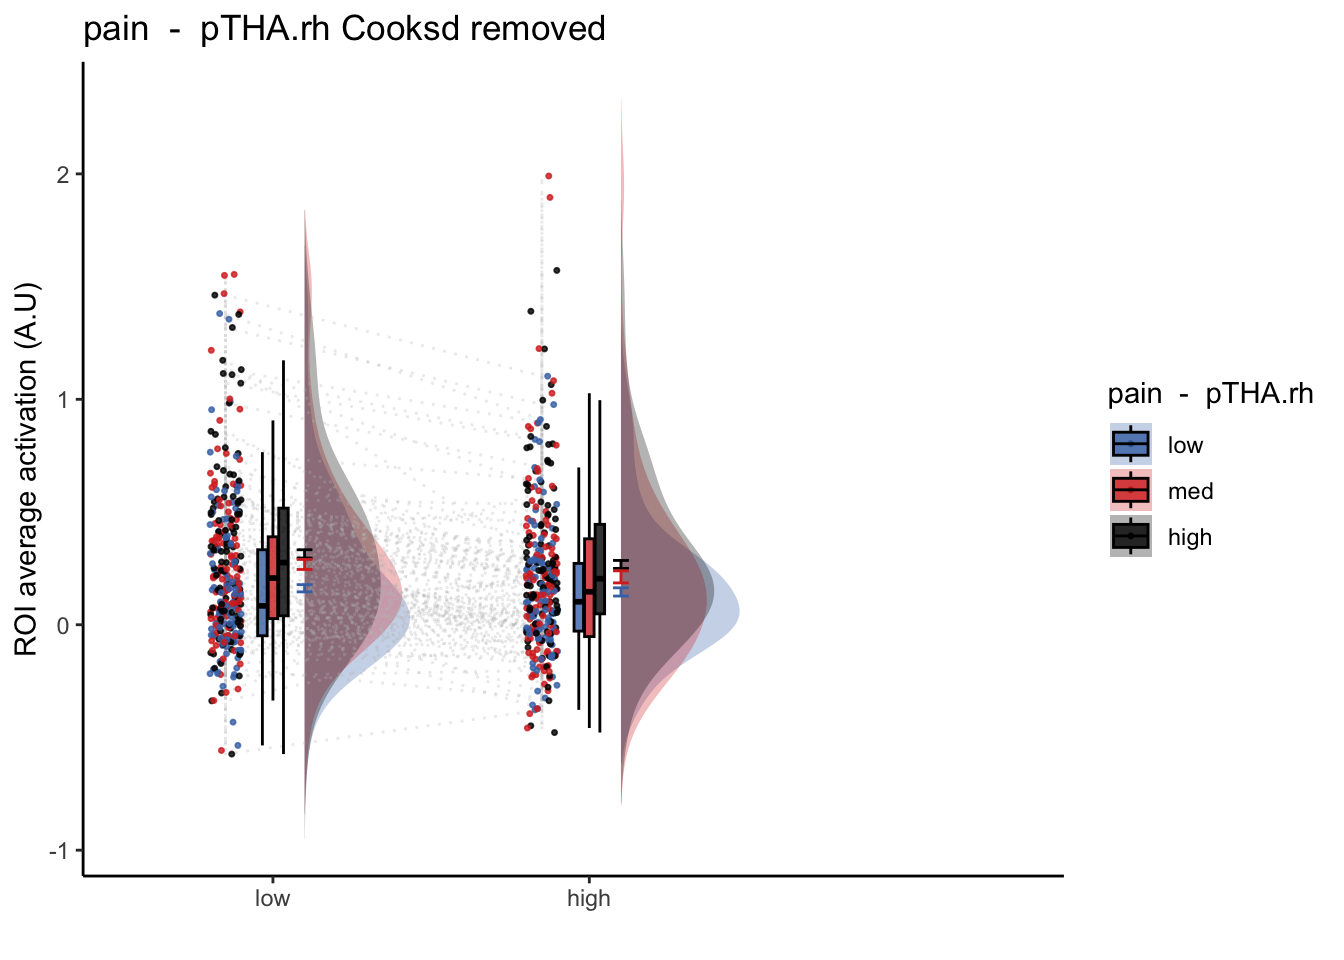 pain  -  pTHA.rh Cooksd removed
ROI average activation (A.U)
2
1
0
-1
low
high
pain  -  pTHA.rh
low
med
high